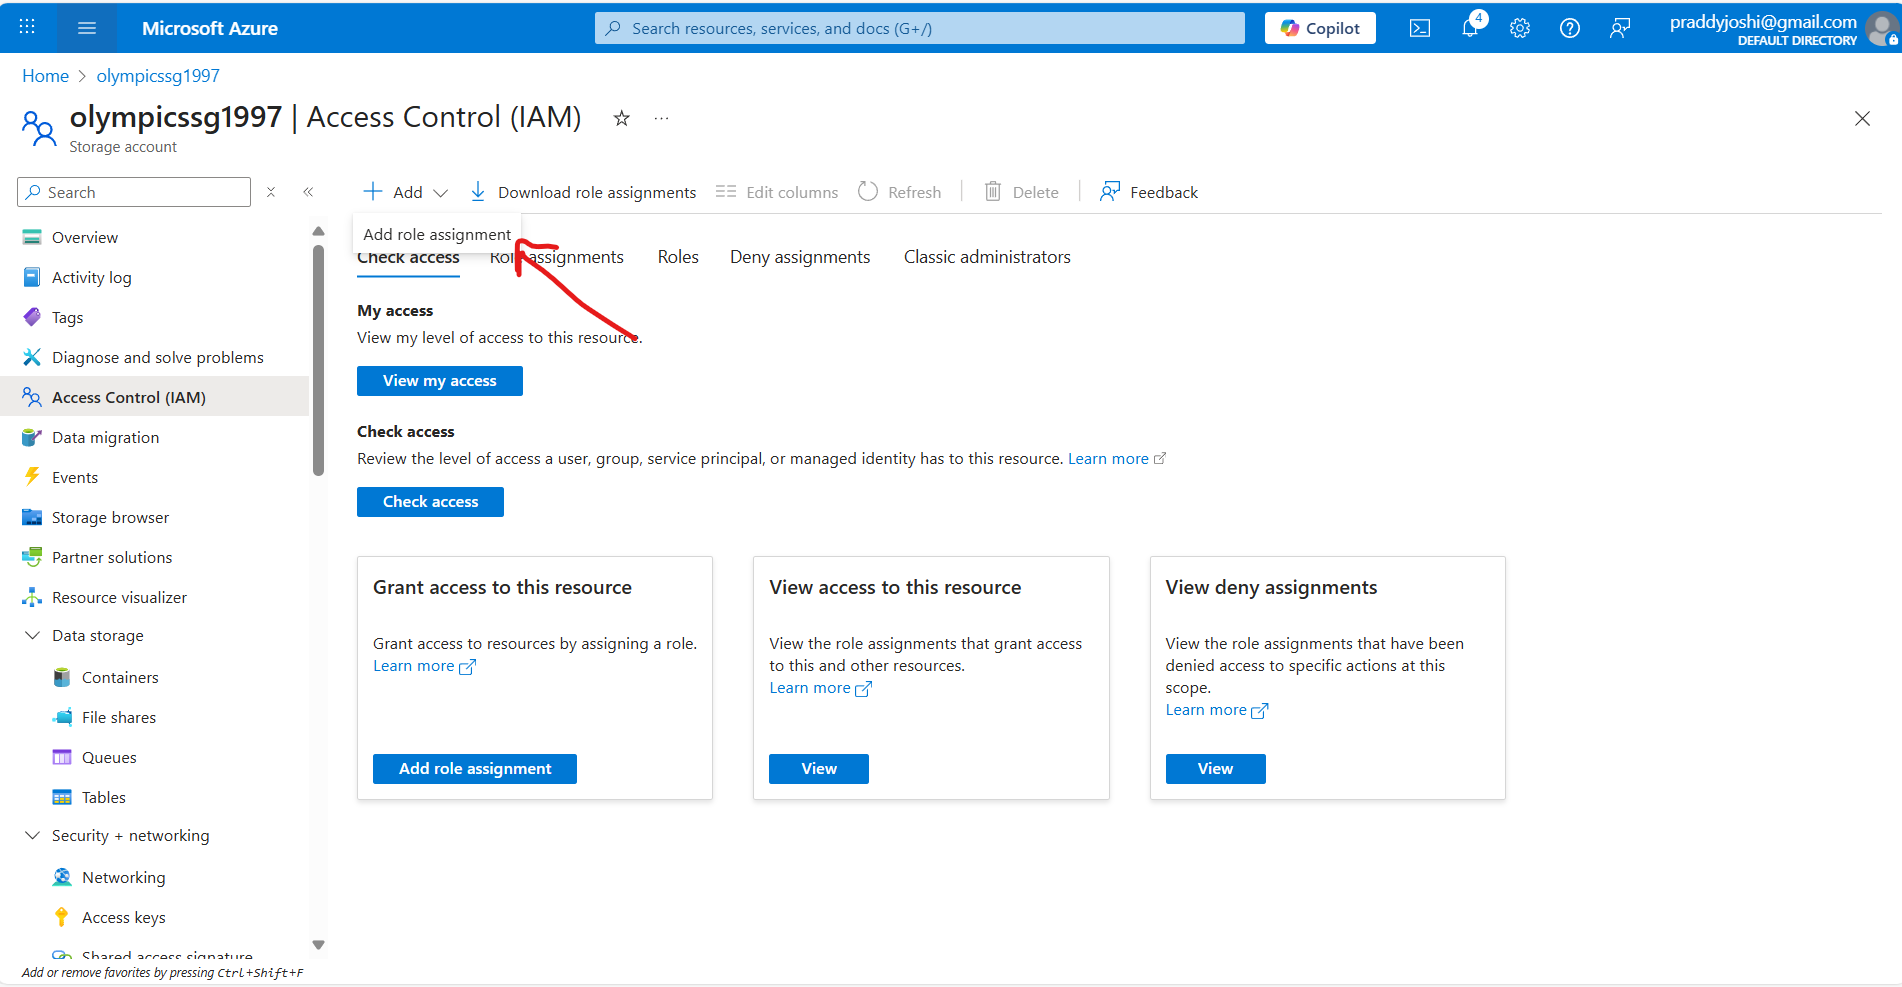 Microsoft Azure
Search resources, services, and docs (G+/)
Copilot
4
praddyjoshi@gmail.com
DEFAULT DIRECTORY
Home > olympicssg1997
olympicssg1997 | Access Control (IAM)
Storage account
Search
Add
Download role assignments
Edit columns
Refresh
Delete
Feedback
Add role assignment
Check access
Role assignments
Roles
Deny assignments
Classic administrators
Overview
Activity log
Tags
Diagnose and solve problems
Access Control (IAM)
Data migration
Events
Storage browser
Partner solutions
Resource visualizer
Data storage
Containers
File shares
Queues
Tables
Security + networking
Networking
Access keys
Shared access signature
Add or remove favorites by pressing Ctrl+Shift+F
My access
View my level of access to this resource.
View my access
Check access
Review the level of access a user, group, service principal, or managed identity has to this resource. Learn more
Check access
Grant access to this resource
Grant access to resources by assigning a role.
Learn more
Add role assignment
View access to this resource
View the role assignments that grant access
to this and other resources.
Learn more
View
View deny assignments
View the role assignments that have been
denied access to specific actions at this
scope.
Learn more
View